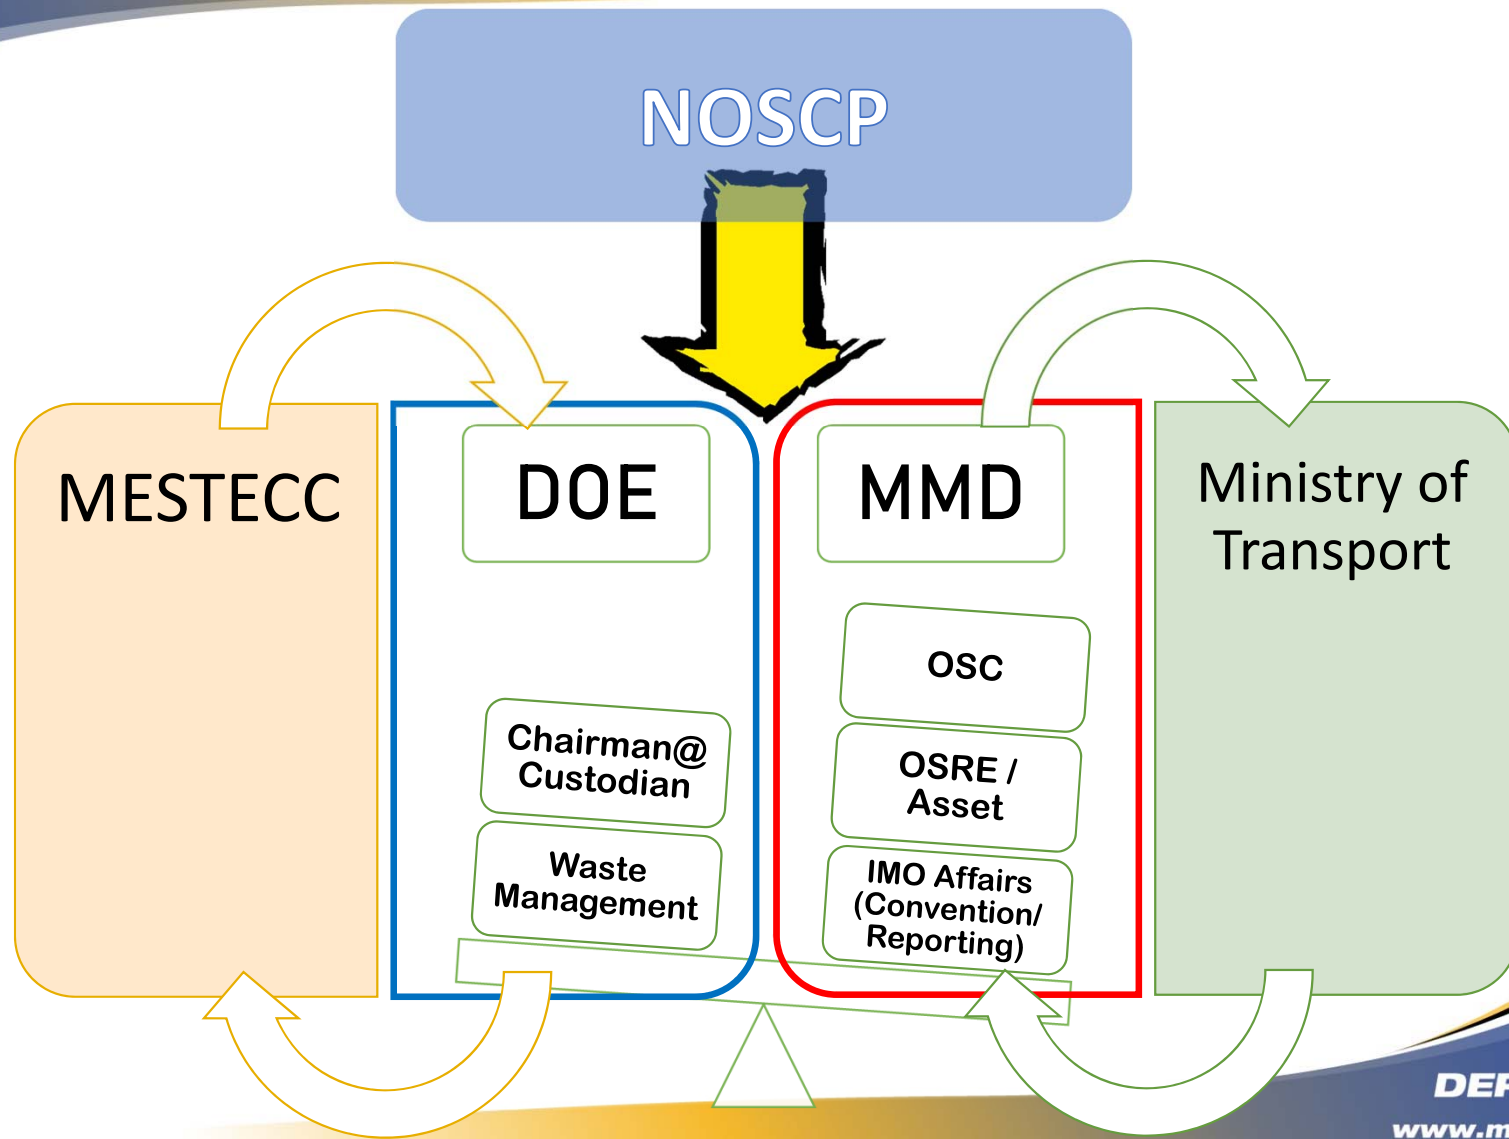 NOSCP
MESTECC
DOE
MMD
Ministry of
Transport
OSC
Chairman@
Custodian
OSRE /
Asset
Waste
Management
IMO Affairs
(Convention/
Reporting)